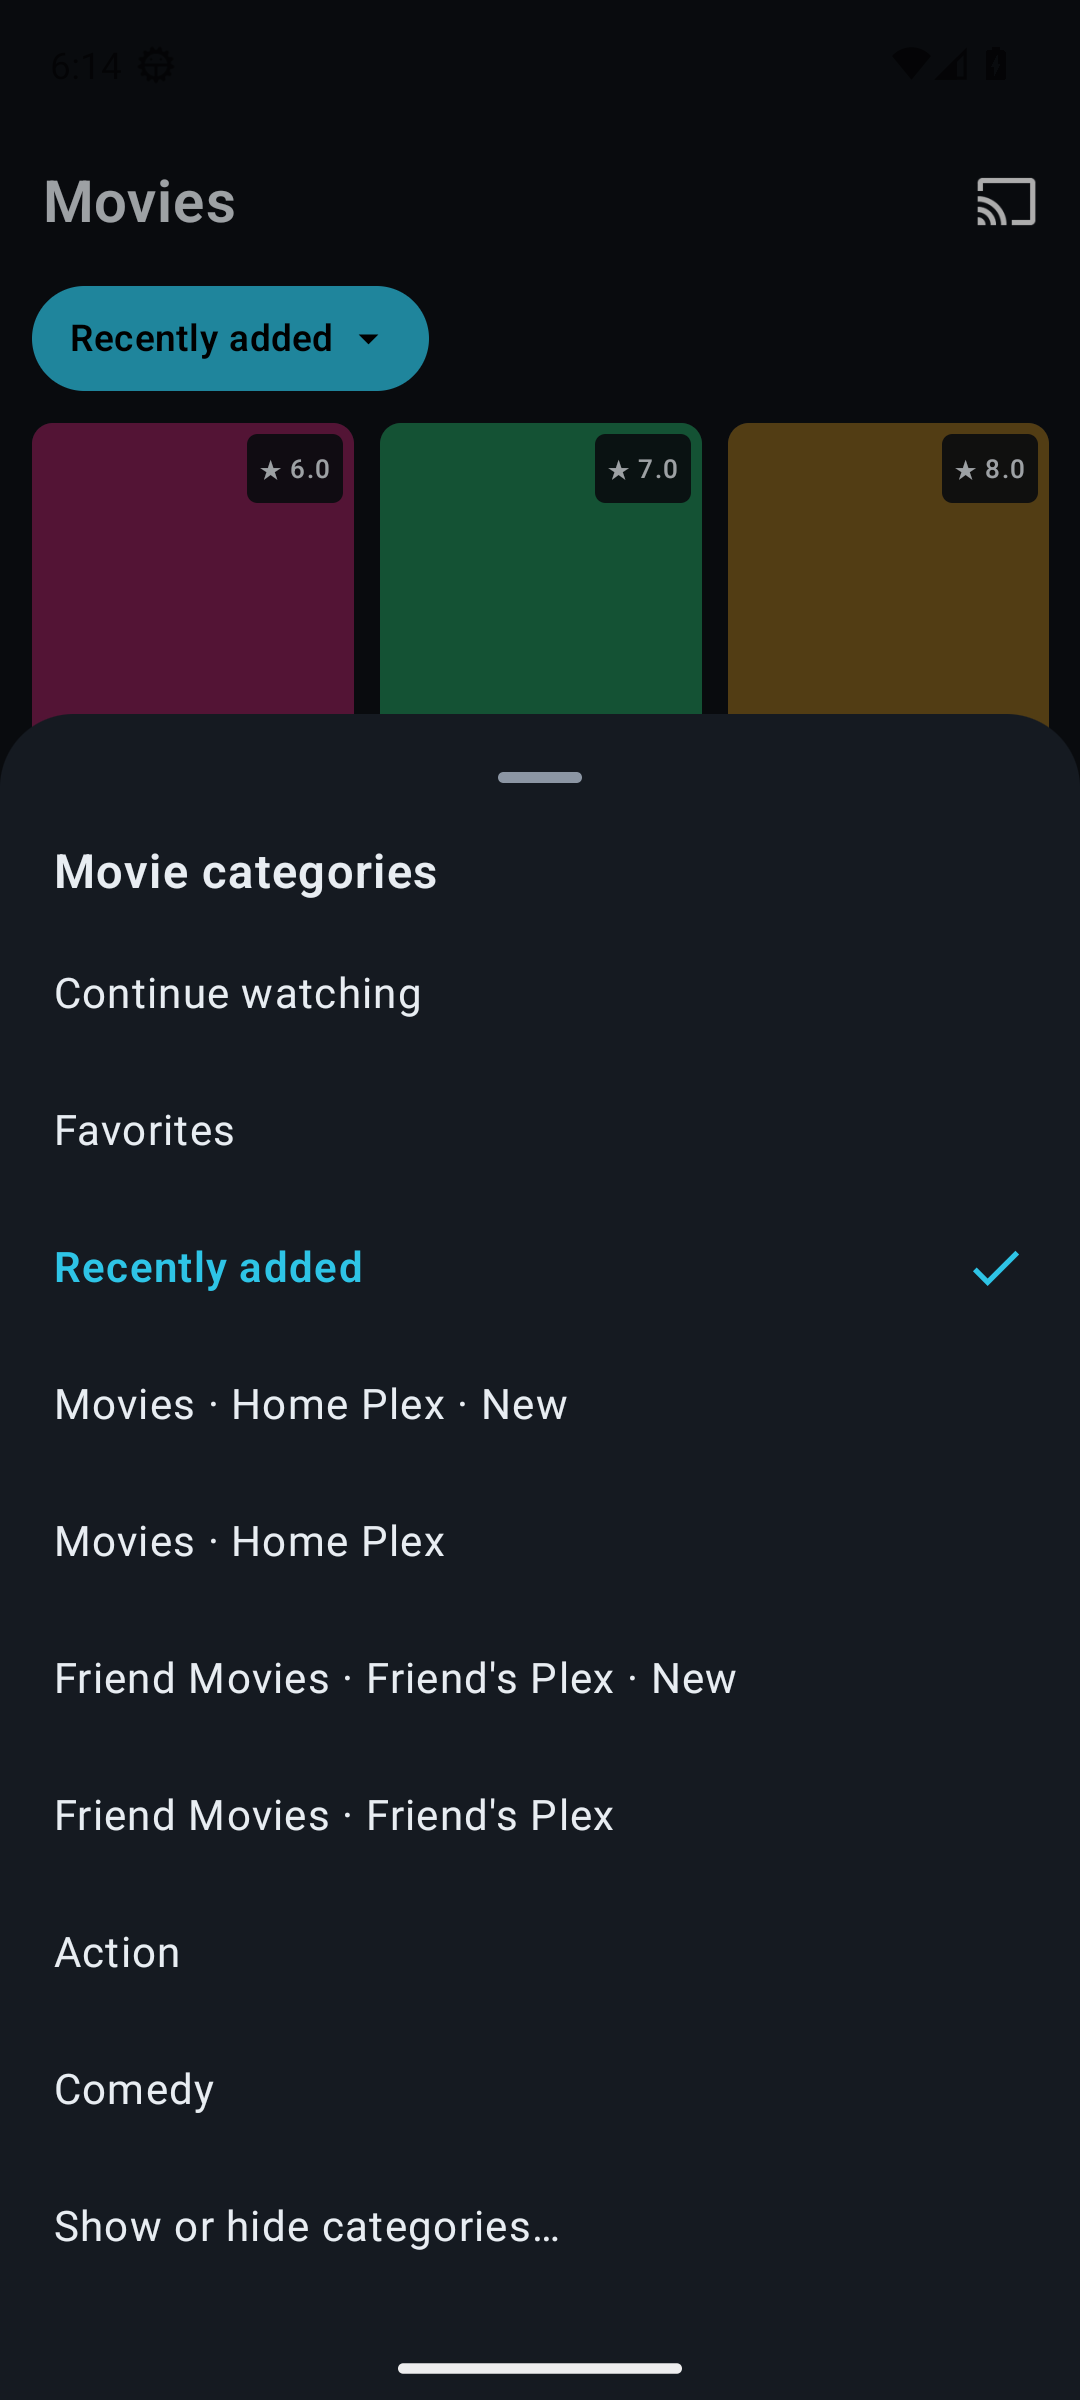 6:14
Movies
Recently added
★ 6.0
★ 7.0
★ 8.0
Movie categories
Continue watching
Favorites
Recently added
Movies · Home Plex · New
Movies · Home Plex
Friend Movies · Friend's Plex · New
Friend Movies · Friend's Plex
Action
Comedy
Show or hide categories…